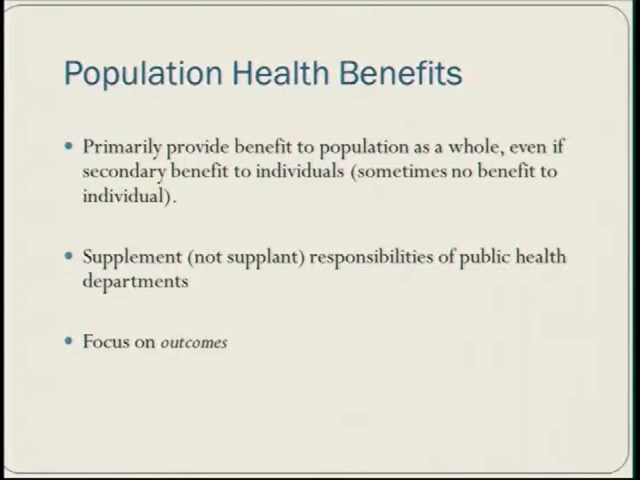 Population Health Benefits
• Primarily provide benefit to population as a whole, even if
secondary benefit to individuals (sometimes no benefit to
individual).
• Supplement (not supplant) responsibilities of public health
departments
• Focus on outcomes